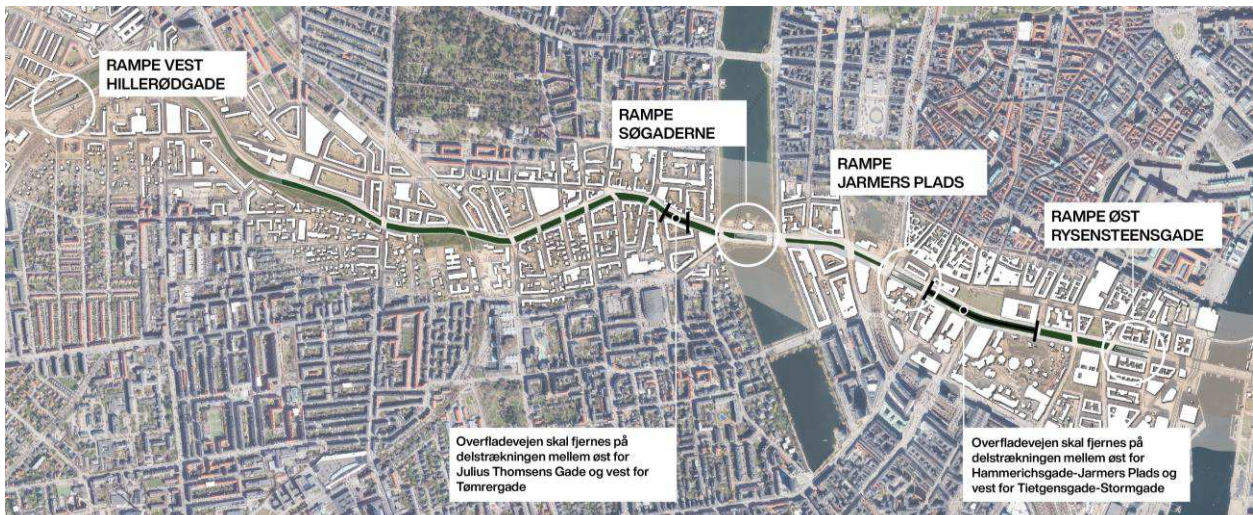 RAMPE VEST
HILLERØDGADE
RAMPE
SØGADERNE
RAMPE
JARMERS PLADS
RAMPE ØST
RYSENSTEENSGADE
Overfladevejen skal fjernes på
delstrækningen mellem øst for
Julius Thomsens Gade og vest for
Tømrergade
Overfladevejen skal fjernes på
delstrækningen mellem øst for
Hammerichsgade-Jarmers Plads og
vest for Tietgensgade-Stormgade